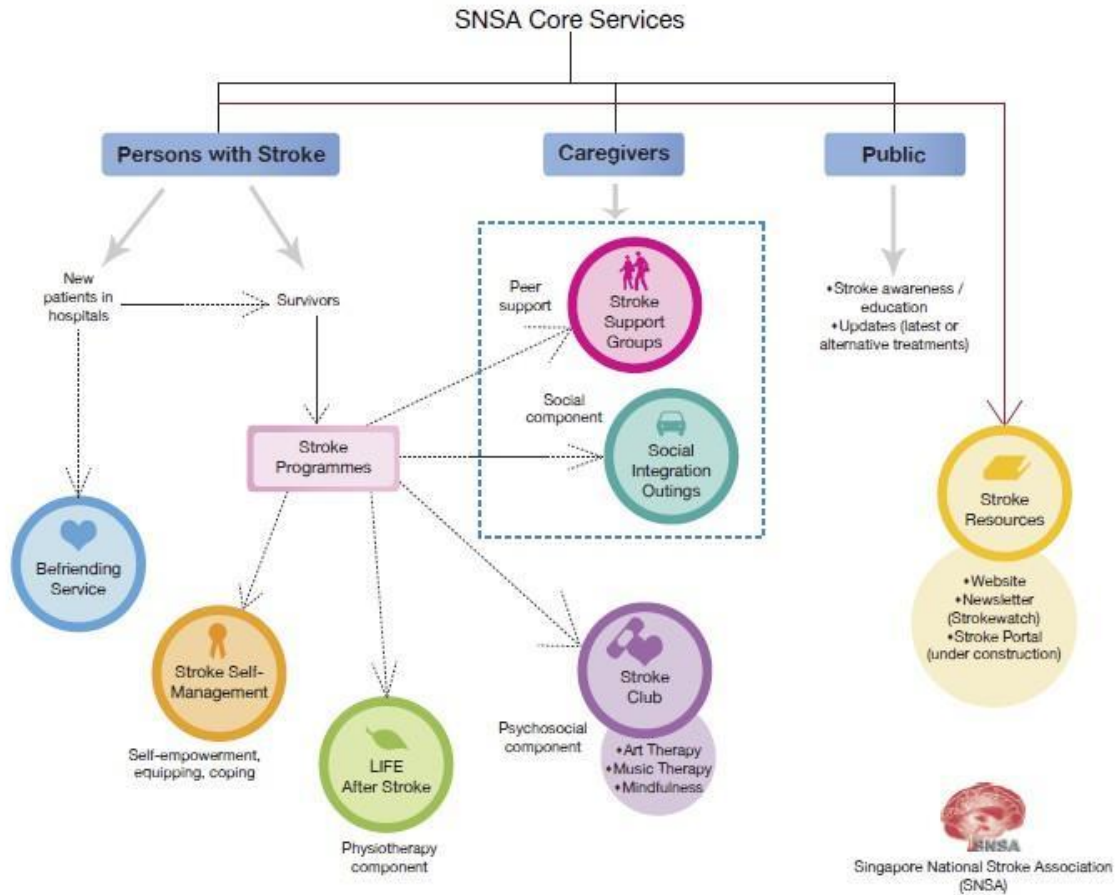 SNSA Core Services
Persons with Stroke
Caregivers
Public
New
patients in
hospitals
Survivors
Peer
support
Stroke
Support
Groups
•Stroke awareness /
education
•Updates (latest or
alternative treatments)
Social
component
Social
Integration
Outings
Stroke
Programmes
Stroke
Resources
•Website
•Newsletter
(Strokewatch)
•Stroke Portal
(under construction)
Befriending
Service
Stroke Self-
Management
Self-empowerment,
equipping, coping
LIFE
After Stroke
Physiotherapy
component
Psychosocial
component
Stroke
Club
•Art Therapy
•Music Therapy
•Mindfulness
SNSA
Singapore National Stroke Association
(SNSA)